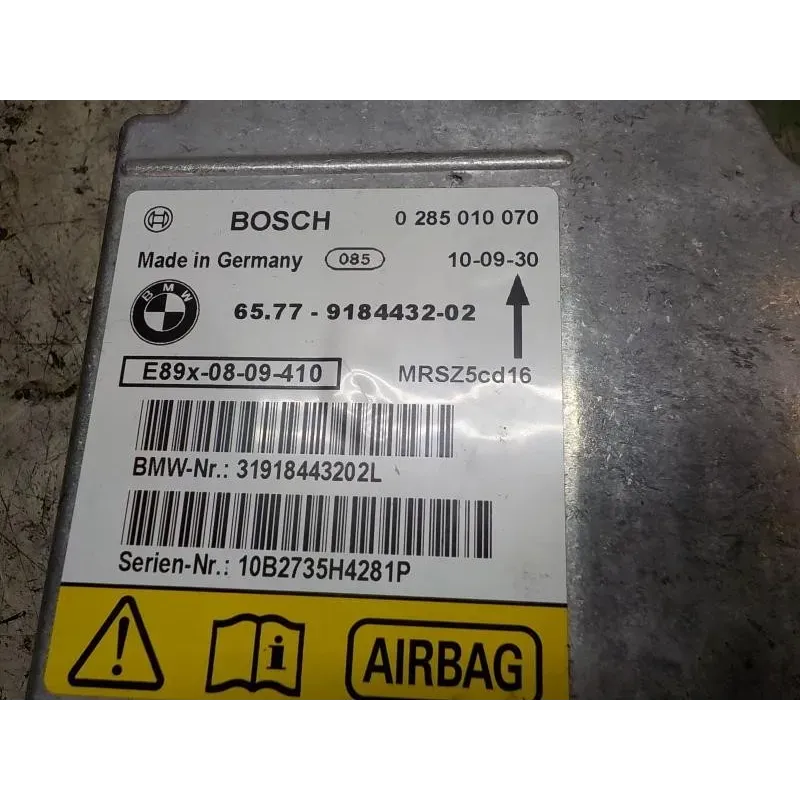 BOSCH 0 285 010 070
Made in Germany 085 10-09-30
BMW 65.77 - 9184432-02
E89x-08-09-410 MRSZ5cd16
BMW-Nr.: 31918443202L
Serien-Nr.: 10B2735H4281P
AIRBAG